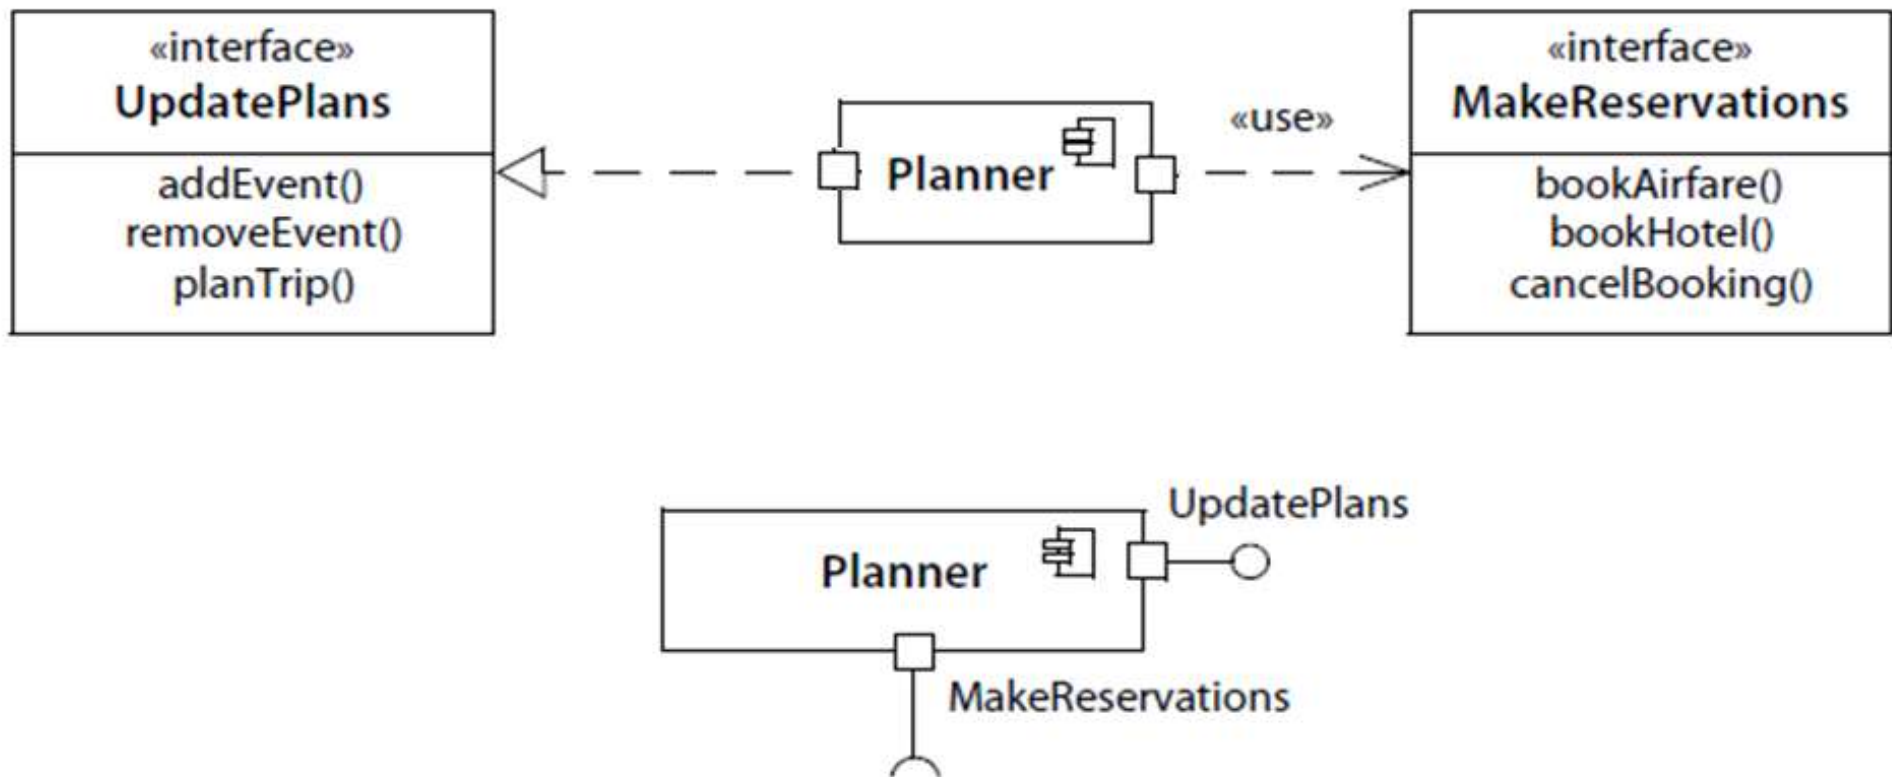 «interface»
UpdatePlans
addEvent()
removeEvent()
planTrip()
Planner
«use»
«interface»
MakeReservations
bookAirfare()
bookHotel()
cancelBooking()
UpdatePlans
Planner
MakeReservations